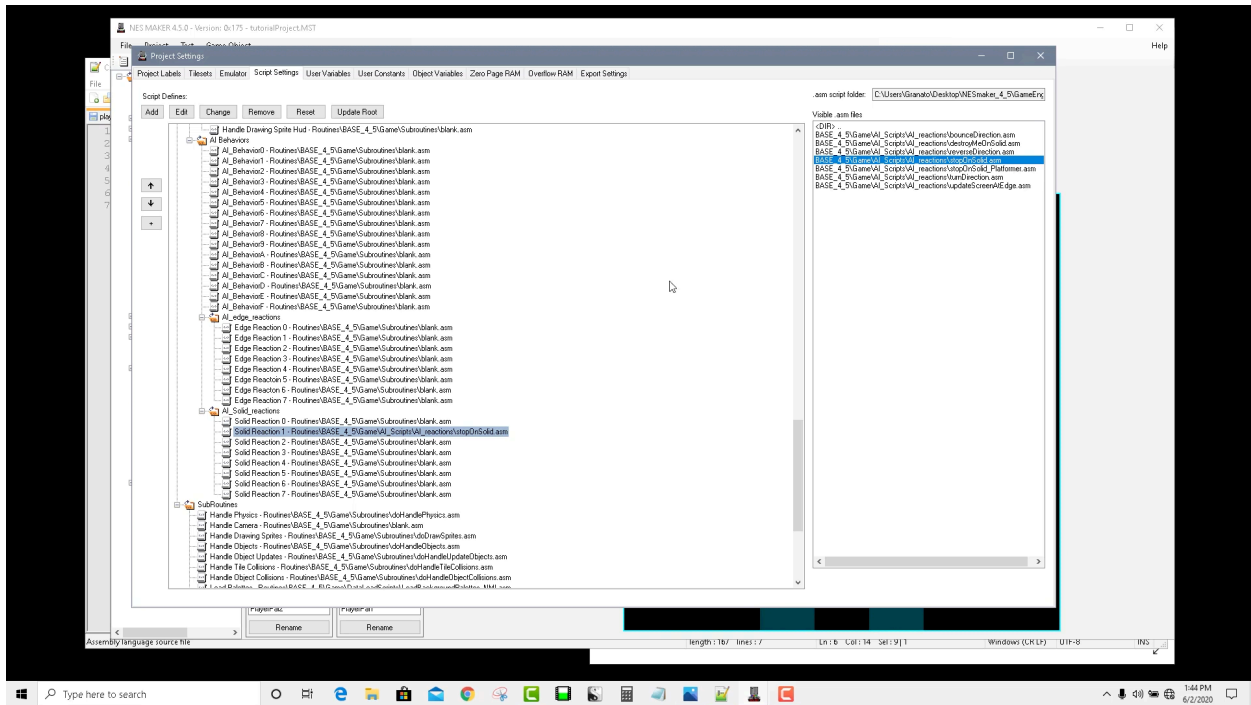 NES MAKER 4.5.0 - Version: 0x175 - tutorialProject.MST
File Project Text Game Object Help
Project Settings
File
Project Labels Tilesets Emulator Script Settings User Variables User Constants Object Variables Zero Page RAM Overflow RAM Export Settings
Script Defines:
.asm script folder: C:\Users\Granato\Desktop\NESmaker_4_5\GameEng
Add Edit Change Remove Reset Update Root
Visible .asm files
Handle Drawing Sprite Hud - Routines\BASE_4_5\Game\Subroutines\blank.asm
AI Behaviors
AI_Behavior0 - Routines\BASE_4_5\Game\Subroutines\blank.asm
AI_Behavior1 - Routines\BASE_4_5\Game\Subroutines\blank.asm
AI_Behavior2 - Routines\BASE_4_5\Game\Subroutines\blank.asm
AI_Behavior3 - Routines\BASE_4_5\Game\Subroutines\blank.asm
AI_Behavior4 - Routines\BASE_4_5\Game\Subroutines\blank.asm
AI_Behavior5 - Routines\BASE_4_5\Game\Subroutines\blank.asm
AI_Behavior6 - Routines\BASE_4_5\Game\Subroutines\blank.asm
AI_Behavior7 - Routines\BASE_4_5\Game\Subroutines\blank.asm
AI_Behavior8 - Routines\BASE_4_5\Game\Subroutines\blank.asm
AI_Behavior9 - Routines\BASE_4_5\Game\Subroutines\blank.asm
AI_BehaviorA - Routines\BASE_4_5\Game\Subroutines\blank.asm
AI_BehaviorB - Routines\BASE_4_5\Game\Subroutines\blank.asm
AI_BehaviorC - Routines\BASE_4_5\Game\Subroutines\blank.asm
AI_BehaviorD - Routines\BASE_4_5\Game\Subroutines\blank.asm
AI_BehaviorE - Routines\BASE_4_5\Game\Subroutines\blank.asm
AI_BehaviorF - Routines\BASE_4_5\Game\Subroutines\blank.asm
AI_edge_reactions
Edge Reaction 0 - Routines\BASE_4_5\Game\Subroutines\blank.asm
Edge Reaction 1 - Routines\BASE_4_5\Game\Subroutines\blank.asm
Edge Reaction 2 - Routines\BASE_4_5\Game\Subroutines\blank.asm
Edge Reaction 3 - Routines\BASE_4_5\Game\Subroutines\blank.asm
Edge Reaction 4 - Routines\BASE_4_5\Game\Subroutines\blank.asm
Edge Reactoin 5 - Routines\BASE_4_5\Game\Subroutines\blank.asm
Edge Reacton 6 - Routines\BASE_4_5\Game\Subroutines\blank.asm
Edge Reacton 7 - Routines\BASE_4_5\Game\Subroutines\blank.asm
AI_Solid_reactions
Solid Reaction 0 - Routines\BASE_4_5\Game\Subroutines\blank.asm
Solid Reaction 1 - Routines\BASE_4_5\Game\AI_Scripts\AI_reactions\stopOnSolid.asm
Solid Reaction 2 - Routines\BASE_4_5\Game\Subroutines\blank.asm
Solid Reaction 3 - Routines\BASE_4_5\Game\Subroutines\blank.asm
Solid Reaction 4 - Routines\BASE_4_5\Game\Subroutines\blank.asm
Solid Reaction 5 - Routines\BASE_4_5\Game\Subroutines\blank.asm
Solid Reaction 6 - Routines\BASE_4_5\Game\Subroutines\blank.asm
Solid Reaction 7 - Routines\BASE_4_5\Game\Subroutines\blank.asm
SubRoutines
Handle Physics - Routines\BASE_4_5\Game\Subroutines\doHandlePhysics.asm
Handle Camera - Routines\BASE_4_5\Game\Subroutines\blank.asm
Handle Drawing Sprites - Routines\BASE_4_5\Game\Subroutines\doDrawSprites.asm
Handle Objects - Routines\BASE_4_5\Game\Subroutines\doHandleObjects.asm
Handle Object Updates - Routines\BASE_4_5\Game\Subroutines\doHandleUpdateObjects.asm
Handle Tile Collisions - Routines\BASE_4_5\Game\Subroutines\doHandleTileCollisions.asm
Handle Object Collisions - Routines\BASE_4_5\Game\Subroutines\doHandleObjectCollisions.asm
Load Palettes - Routines\BASE_4_5\Game\DataLoadScripts\LoadBackgroundPalettes_NMI.asm
<DIR> ..
BASE_4_5\Game\AI_Scripts\AI_reactions\bounceDirection.asm
BASE_4_5\Game\AI_Scripts\AI_reactions\destroyMeOnSolid.asm
BASE_4_5\Game\AI_Scripts\AI_reactions\reverseDirection.asm
BASE_4_5\Game\AI_Scripts\AI_reactions\stopOnSolid.asm
BASE_4_5\Game\AI_Scripts\AI_reactions\stopOnSolid_Platformer.asm
BASE_4_5\Game\AI_Scripts\AI_reactions\turnDirection.asm
BASE_4_5\Game\AI_Scripts\AI_reactions\updateScreenAtEdge.asm
1
2
3
4
5
6
7
PlayerPal2 PlayerPal1
Rename Rename
Assembly language source file length : 167 lines : 7 Ln : 6 Col : 14 Sel : 9 | 1 Windows (CR LF) UTF-8 INS
Type here to search
1:44 PM
6/2/2020